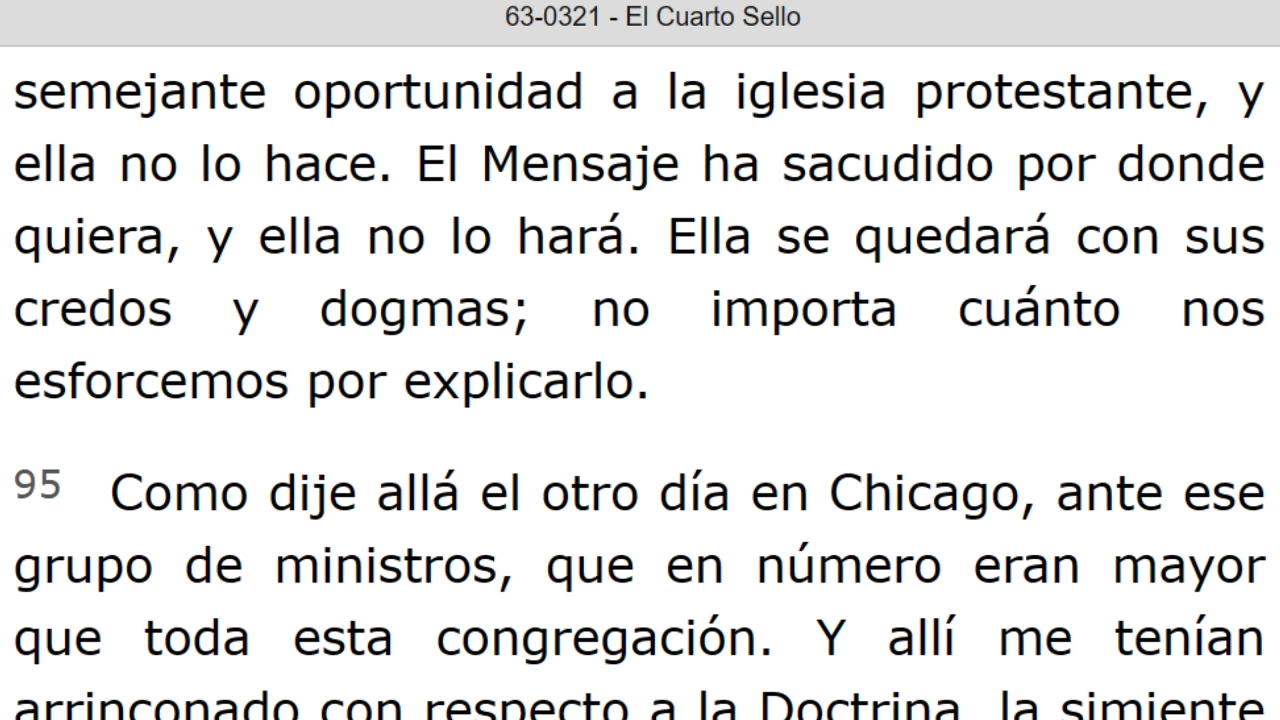 63-0321 - El Cuarto Sello
semejante oportunidad a la iglesia protestante, y
ella no lo hace. El Mensaje ha sacudido por donde
quiera, y ella no lo hará. Ella se quedará con sus
credos y dogmas; no importa cuánto nos
esforcemos por explicarlo.
95 Como dije allá el otro día en Chicago, ante ese
grupo de ministros, que en número eran mayor
que toda esta congregación. Y allí me tenían
arrinconado con respecto a la Doctrina, la simiente